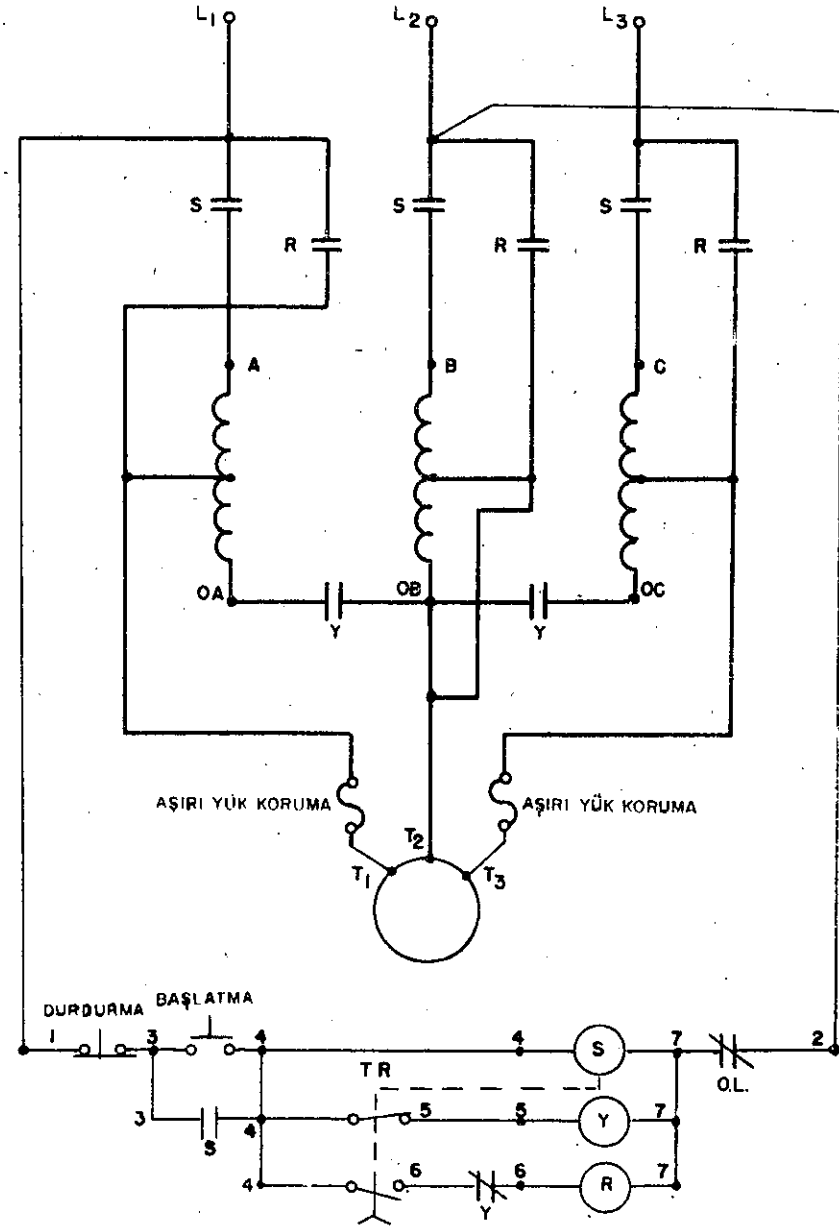 L1 L2 L3
S S S
R R R
A B C
OA OB OC
Y Y
AŞIRI YÜK KORUMA AŞIRI YÜK KORUMA
T2
T1 T3
DURDURMA BAŞLATMA
1 3 4 4 S 7 2
TR O.L.
3 S 4 5 5 Y 7
4 6 Y 6 R 7